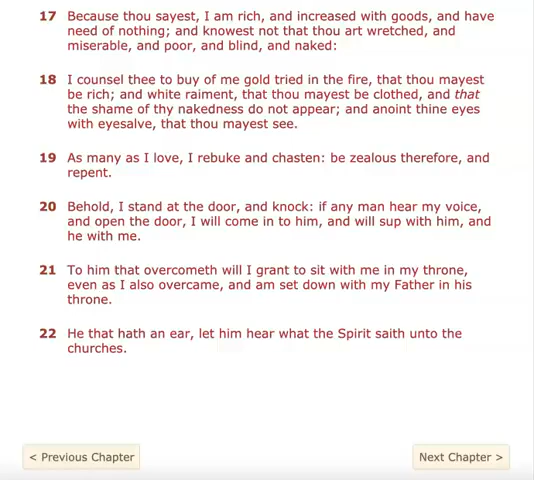 17 Because thou sayest, I am rich, and increased with goods, and have
need of nothing; and knowest not that thou art wretched, and
miserable, and poor, and blind, and naked:
18 I counsel thee to buy of me gold tried in the fire, that thou mayest
be rich; and white raiment, that thou mayest be clothed, and that
the shame of thy nakedness do not appear; and anoint thine eyes
with eyesalve, that thou mayest see.
19 As many as I love, I rebuke and chasten: be zealous therefore, and
repent.
20 Behold, I stand at the door, and knock: if any man hear my voice,
and open the door, I will come in to him, and will sup with him, and
he with me.
21 To him that overcometh will I grant to sit with me in my throne,
even as I also overcame, and am set down with my Father in his
throne.
22 He that hath an ear, let him hear what the Spirit saith unto the
churches.
< Previous Chapter
Next Chapter >